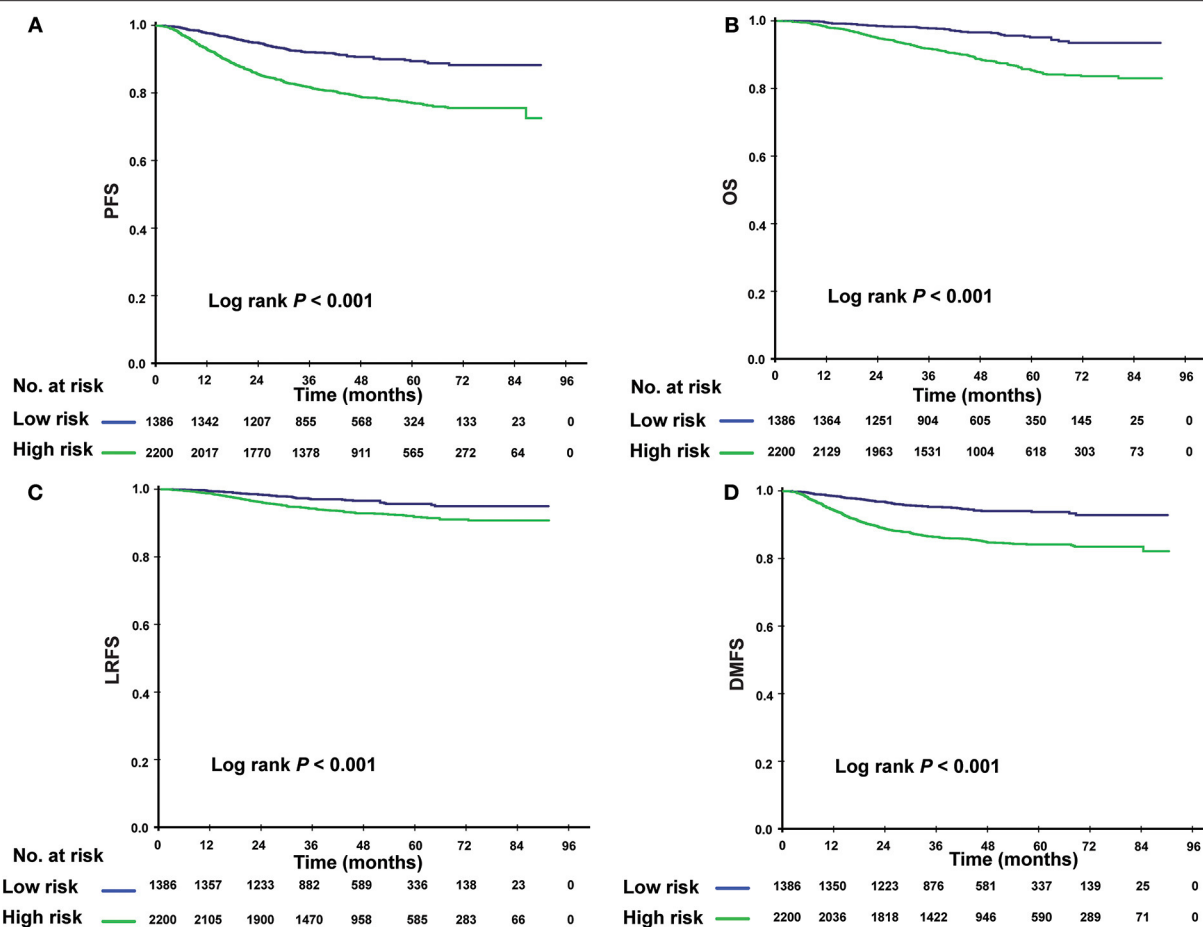 A
1.0
0.8
0.6
0.4
0.2
0.0
PFS
Log rank P < 0.001
0 12 24 36 48 60 72 84 96
No. at risk
Time (months)
Low risk 1386 1342 1207 855 568 324 133 23 0
High risk 2200 2017 1770 1378 911 565 272 64 0
B
1.0
0.8
0.6
0.4
0.2
0.0
OS
Log rank P < 0.001
0 12 24 36 48 60 72 84 96
No. at risk
Time (months)
Low risk 1386 1364 1251 904 605 350 145 25 0
High risk 2200 2129 1963 1531 1004 618 303 73 0
C
1.0
0.8
0.6
0.4
0.2
0.0
LRFS
Log rank P < 0.001
0 12 24 36 48 60 72 84 96
No. at risk
Time (months)
Low risk 1386 1357 1233 882 589 336 138 23 0
High risk 2200 2105 1900 1470 958 585 283 66 0
D
1.0
0.8
0.6
0.4
0.2
0.0
DMFS
Log rank P < 0.001
0 12 24 36 48 60 72 84 96
Time (months)
Low risk 1386 1350 1223 876 581 337 139 25 0
High risk 2200 2036 1818 1422 946 590 289 71 0